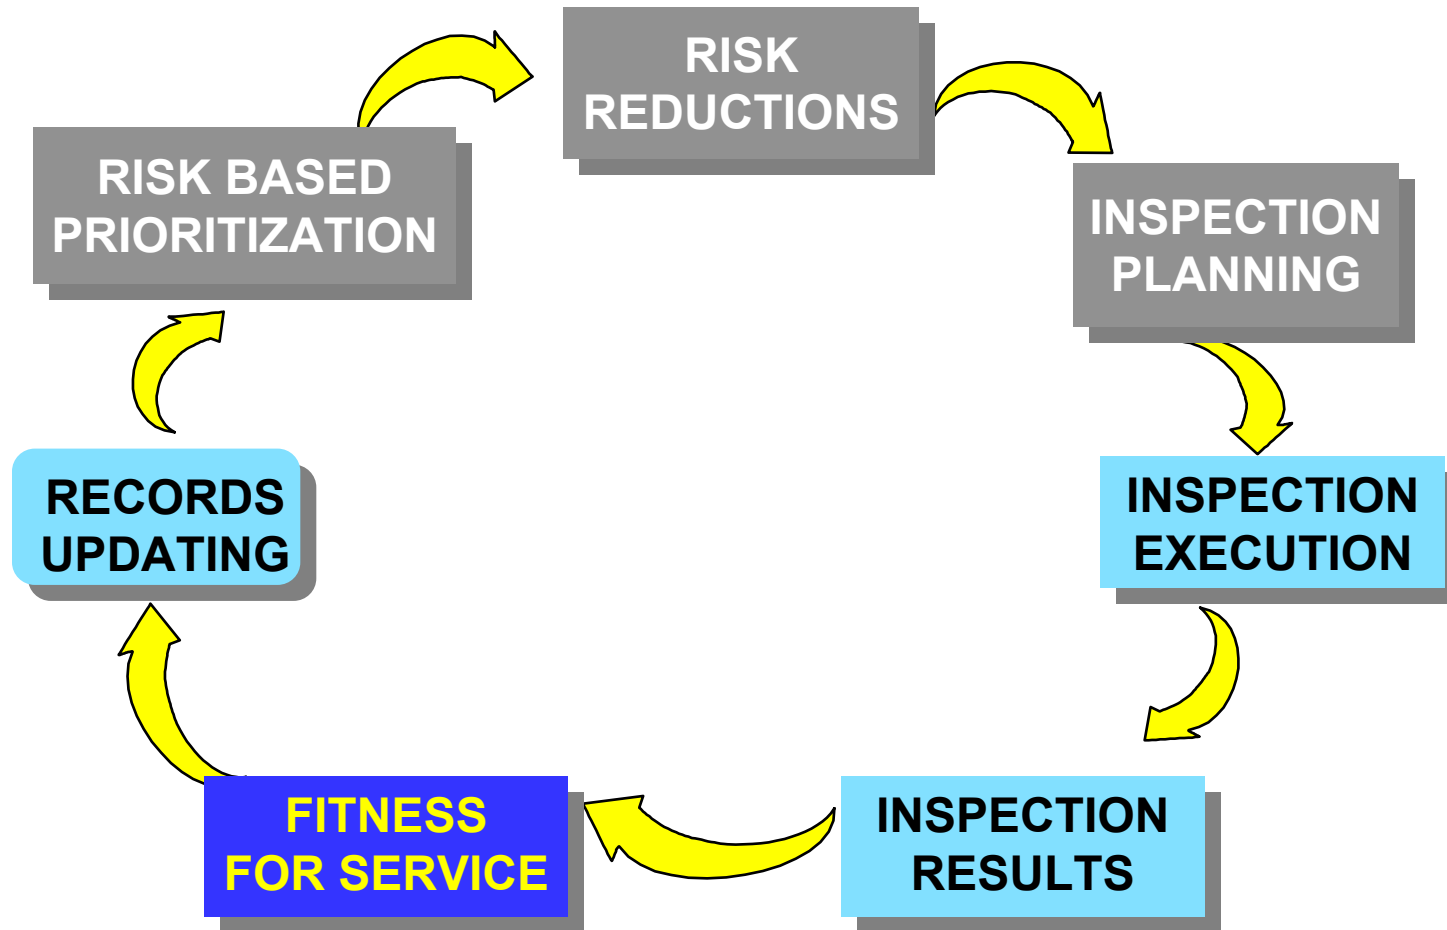 RISK
REDUCTIONS
RISK BASED
PRIORITIZATION
INSPECTION
PLANNING
RECORDS
UPDATING
INSPECTION
EXECUTION
FITNESS
FOR SERVICE
INSPECTION
RESULTS